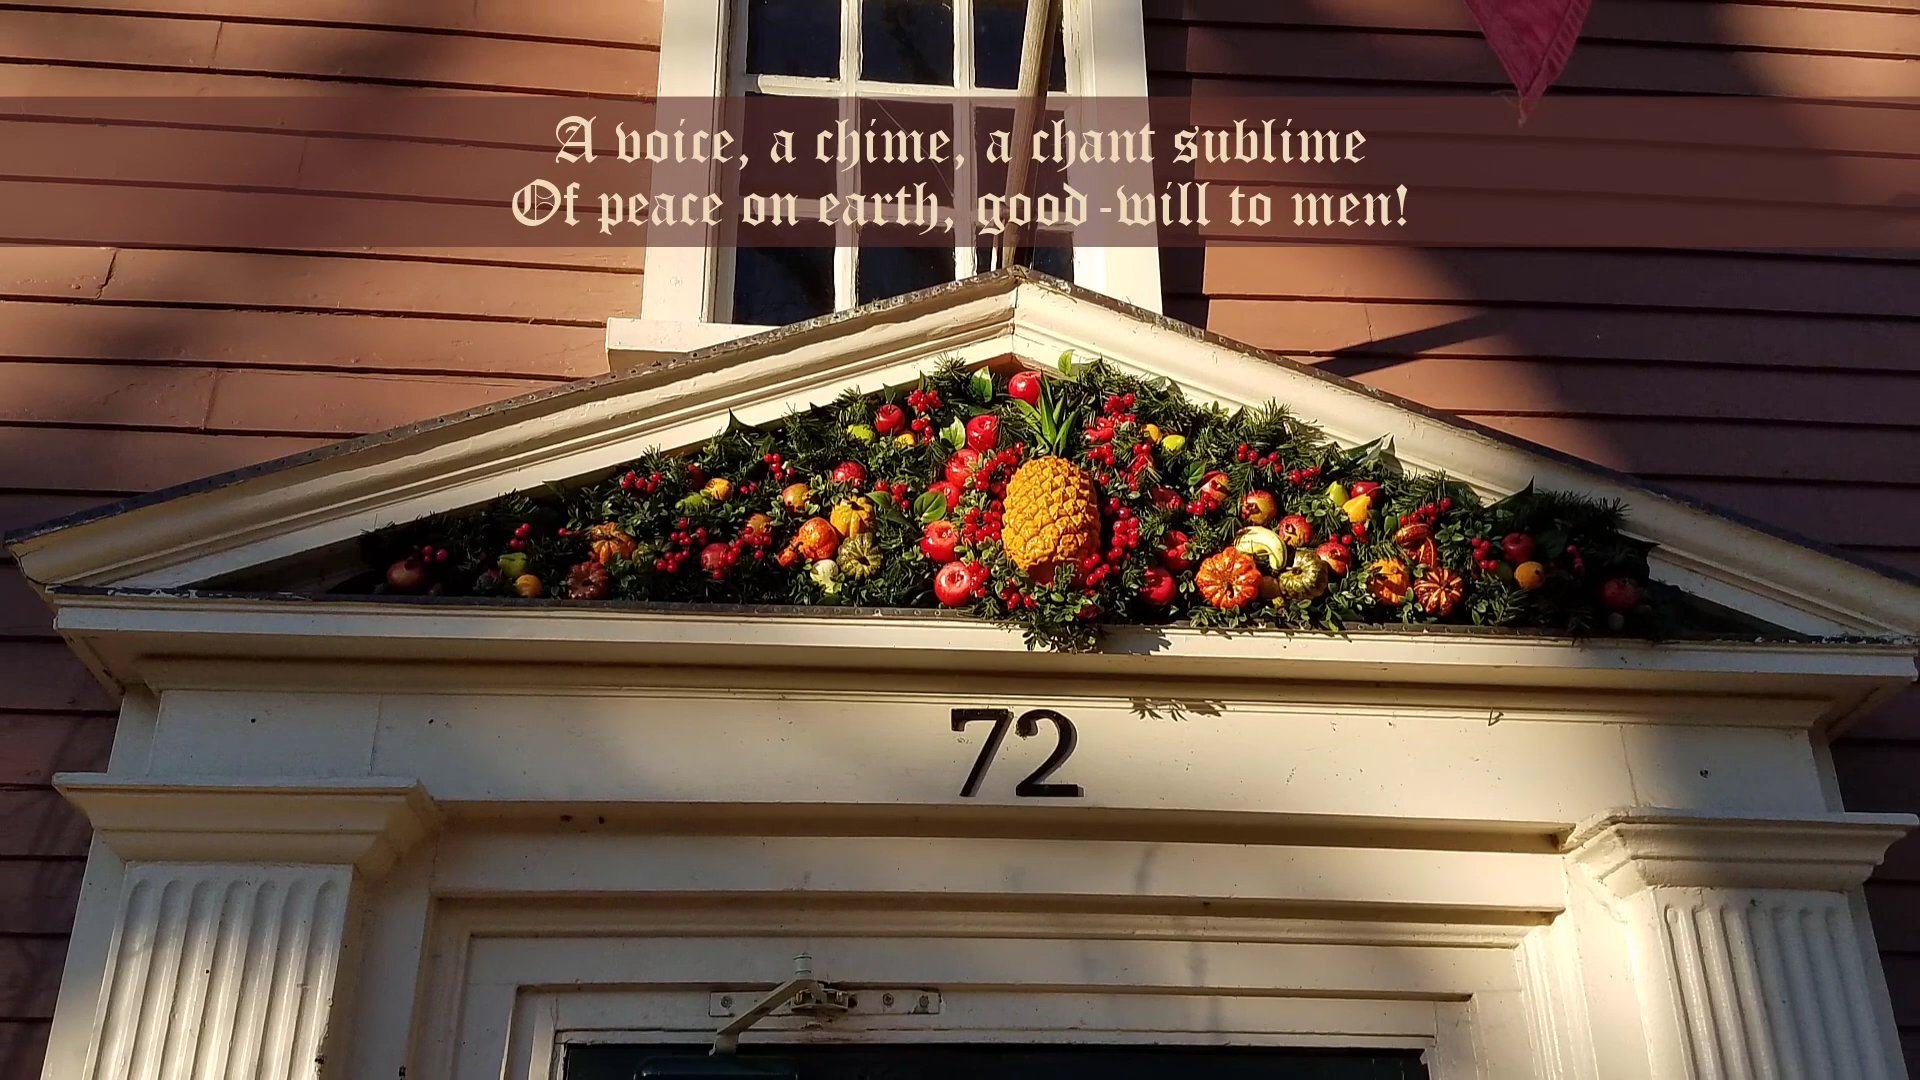 A voice, a chime, a chant sublime
Of peace on earth, good-will to men!
72